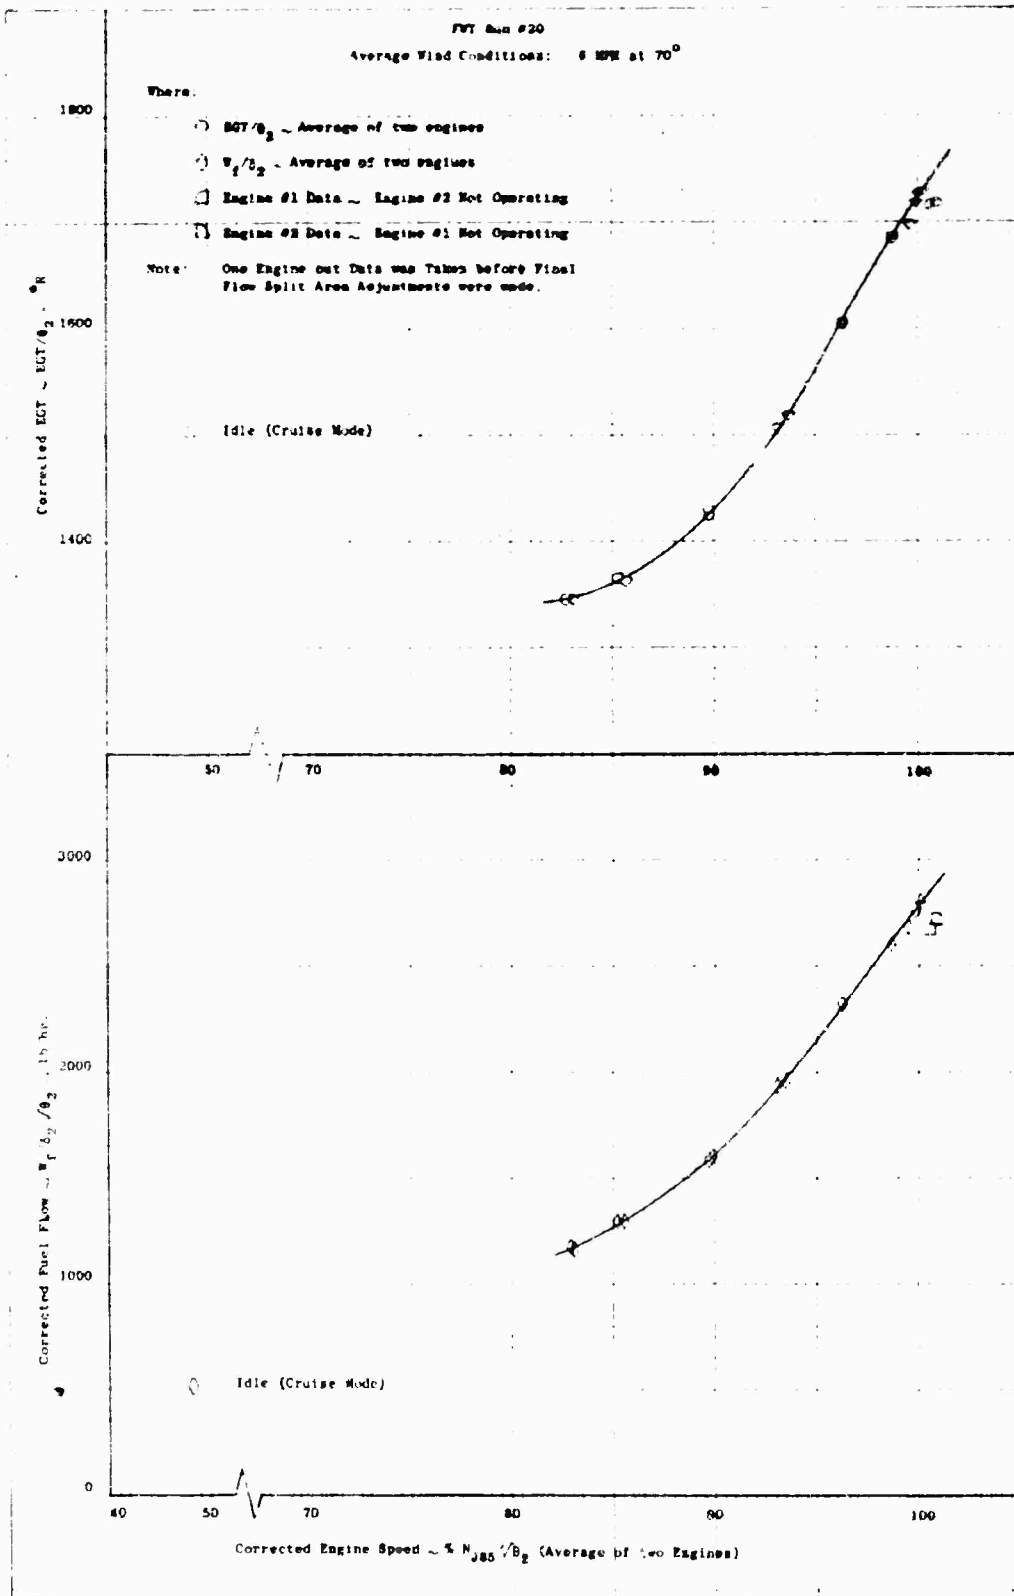 FWT Run #20
Average Wind Conditions: 6 MPH at 70°
Where:
EGT/θ2 ~ Average of two engines
Wf/δ2 ~ Average of two engines
Engine #1 Data ~ Engine #2 Not Operating
Engine #2 Data ~ Engine #1 Not Operating
Note: One Engine out Data was Taken before Final
Flow Split Area Adjustments were made.
1800
1600
1400
Corrected EGT ~ EGT/θ2 - °R
Idle (Cruise Mode)
50 70 80 90 100
3000
2000
1000
0
Corrected Fuel Flow ~ Wf/δ2 √θ2 lb hr.
Idle (Cruise Mode)
40 50 70 80 90 100
Corrected Engine Speed ~ % NJ85 √θ2 (Average of two Engines)